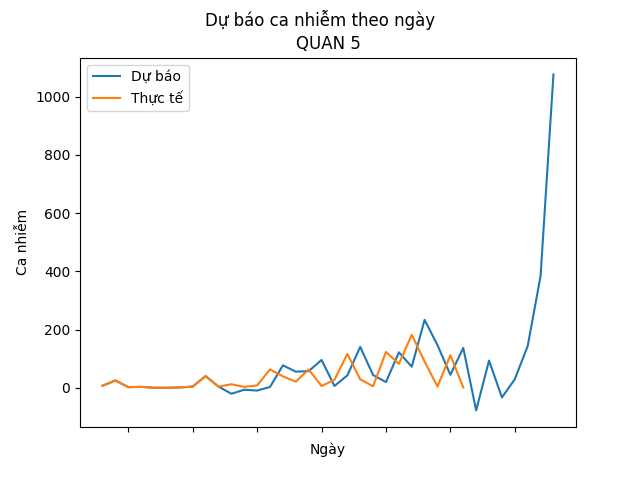 Dự báo ca nhiễm theo ngày
QUAN 5
Dự báo
Thực tế
1000
800
600
400
200
0
Ca nhiễm
Ngày